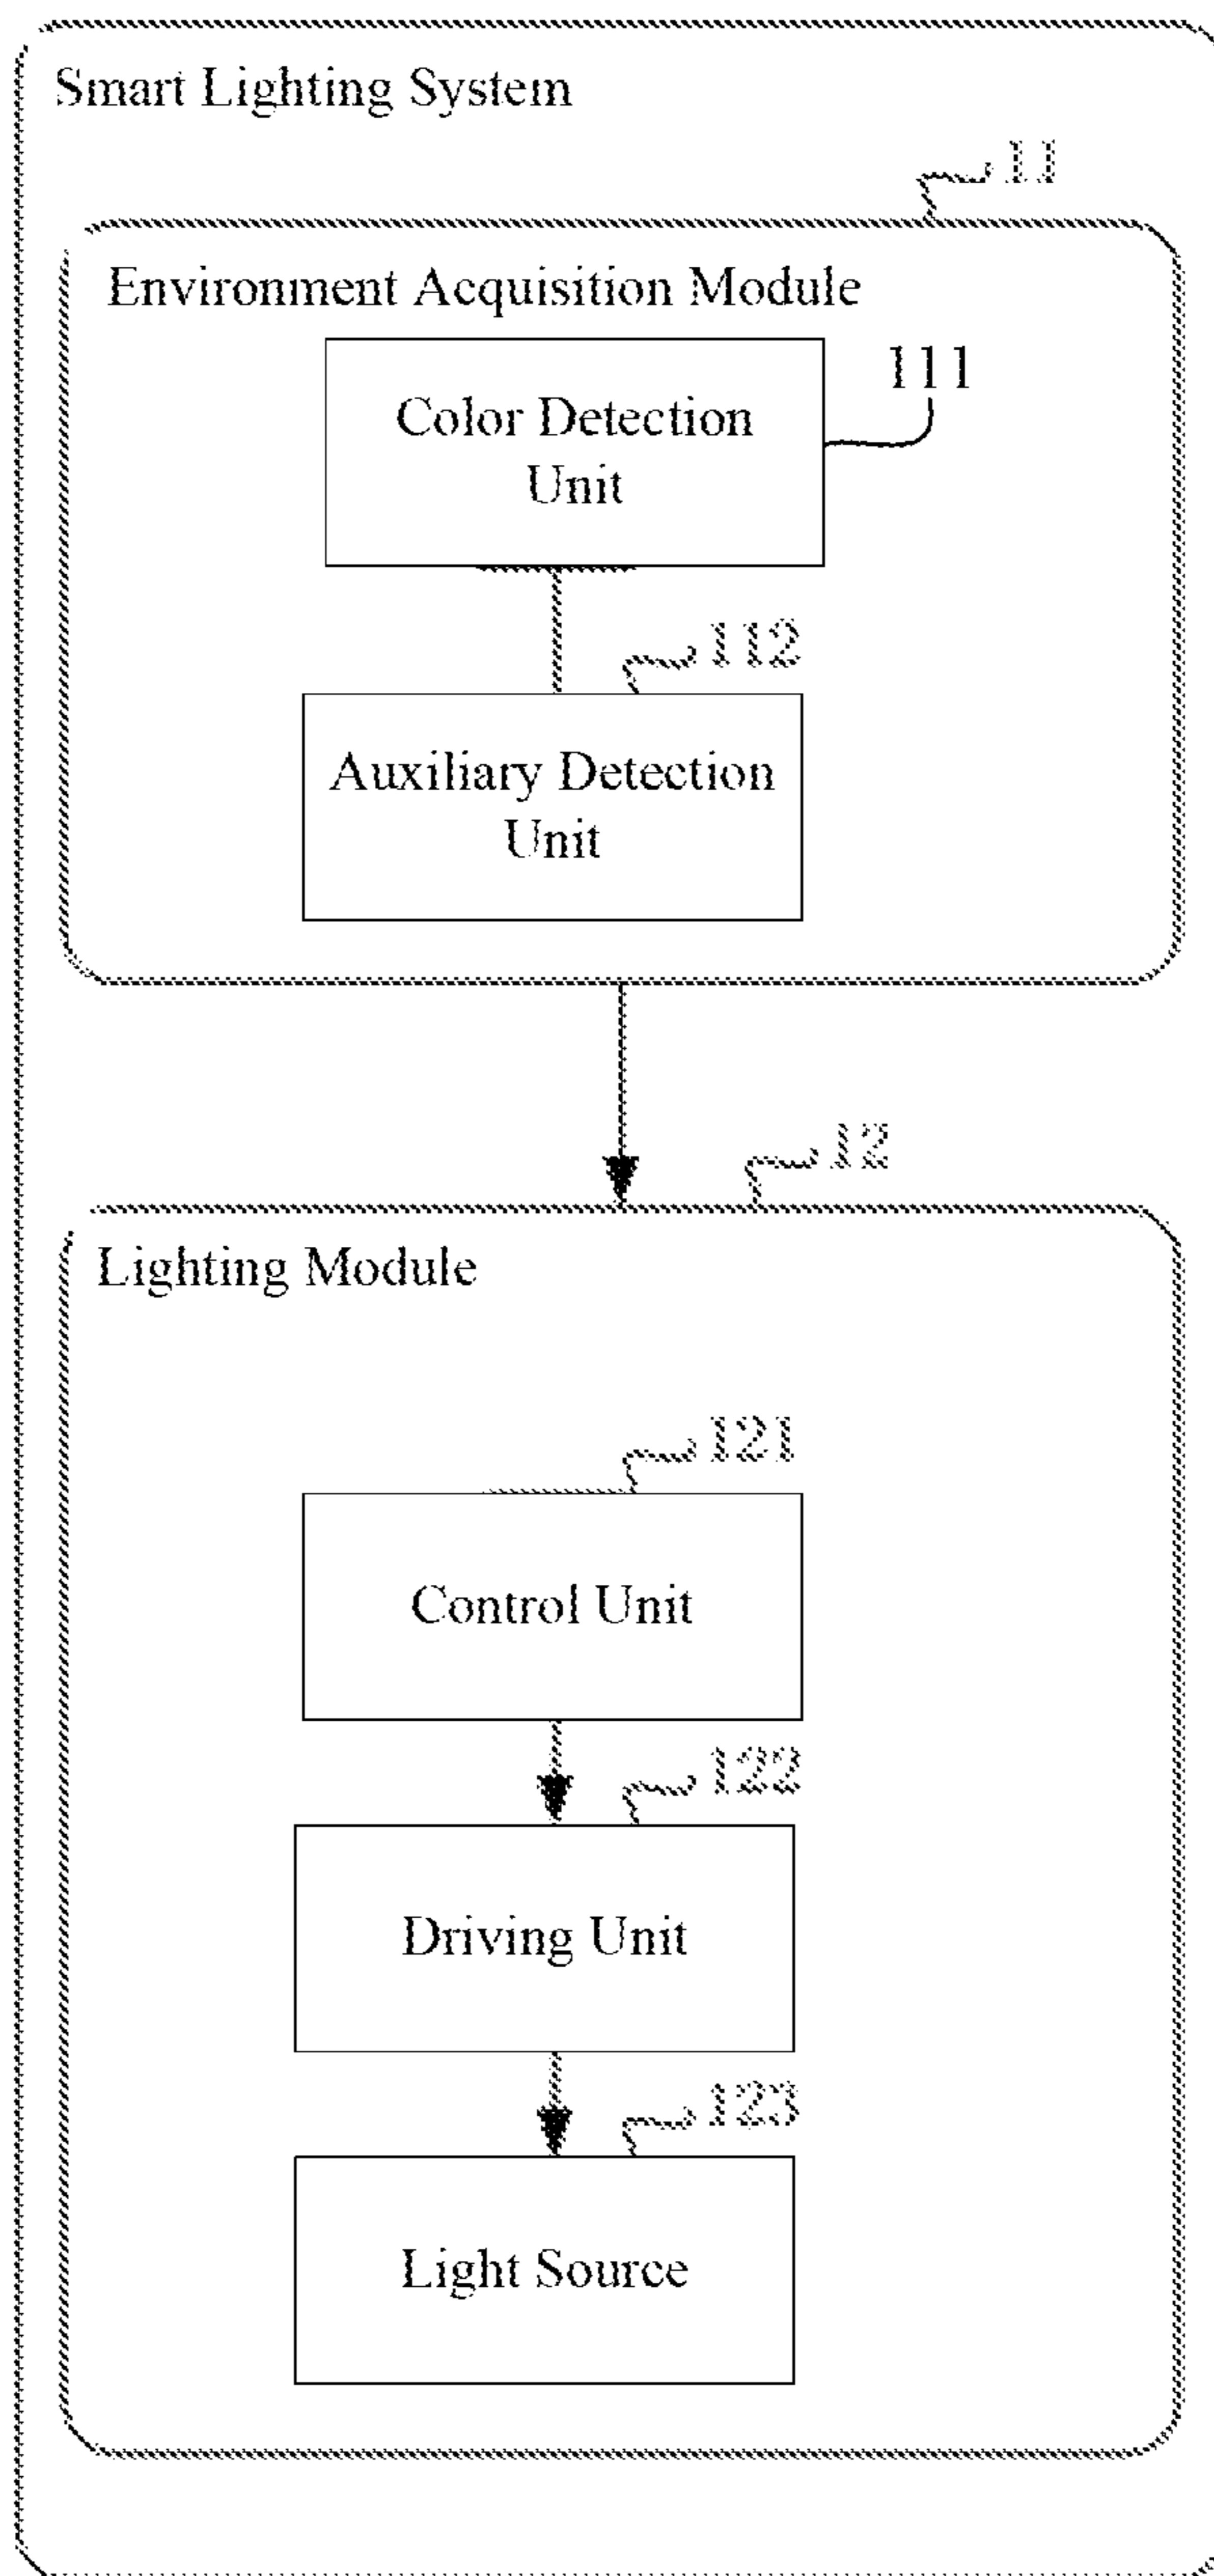 Smart Lighting System
11
Environment Acquisition Module
Color Detection
Unit
111
112
Auxiliary Detection
Unit
12
Lighting Module
121
Control Unit
122
Driving Unit
123
Light Source